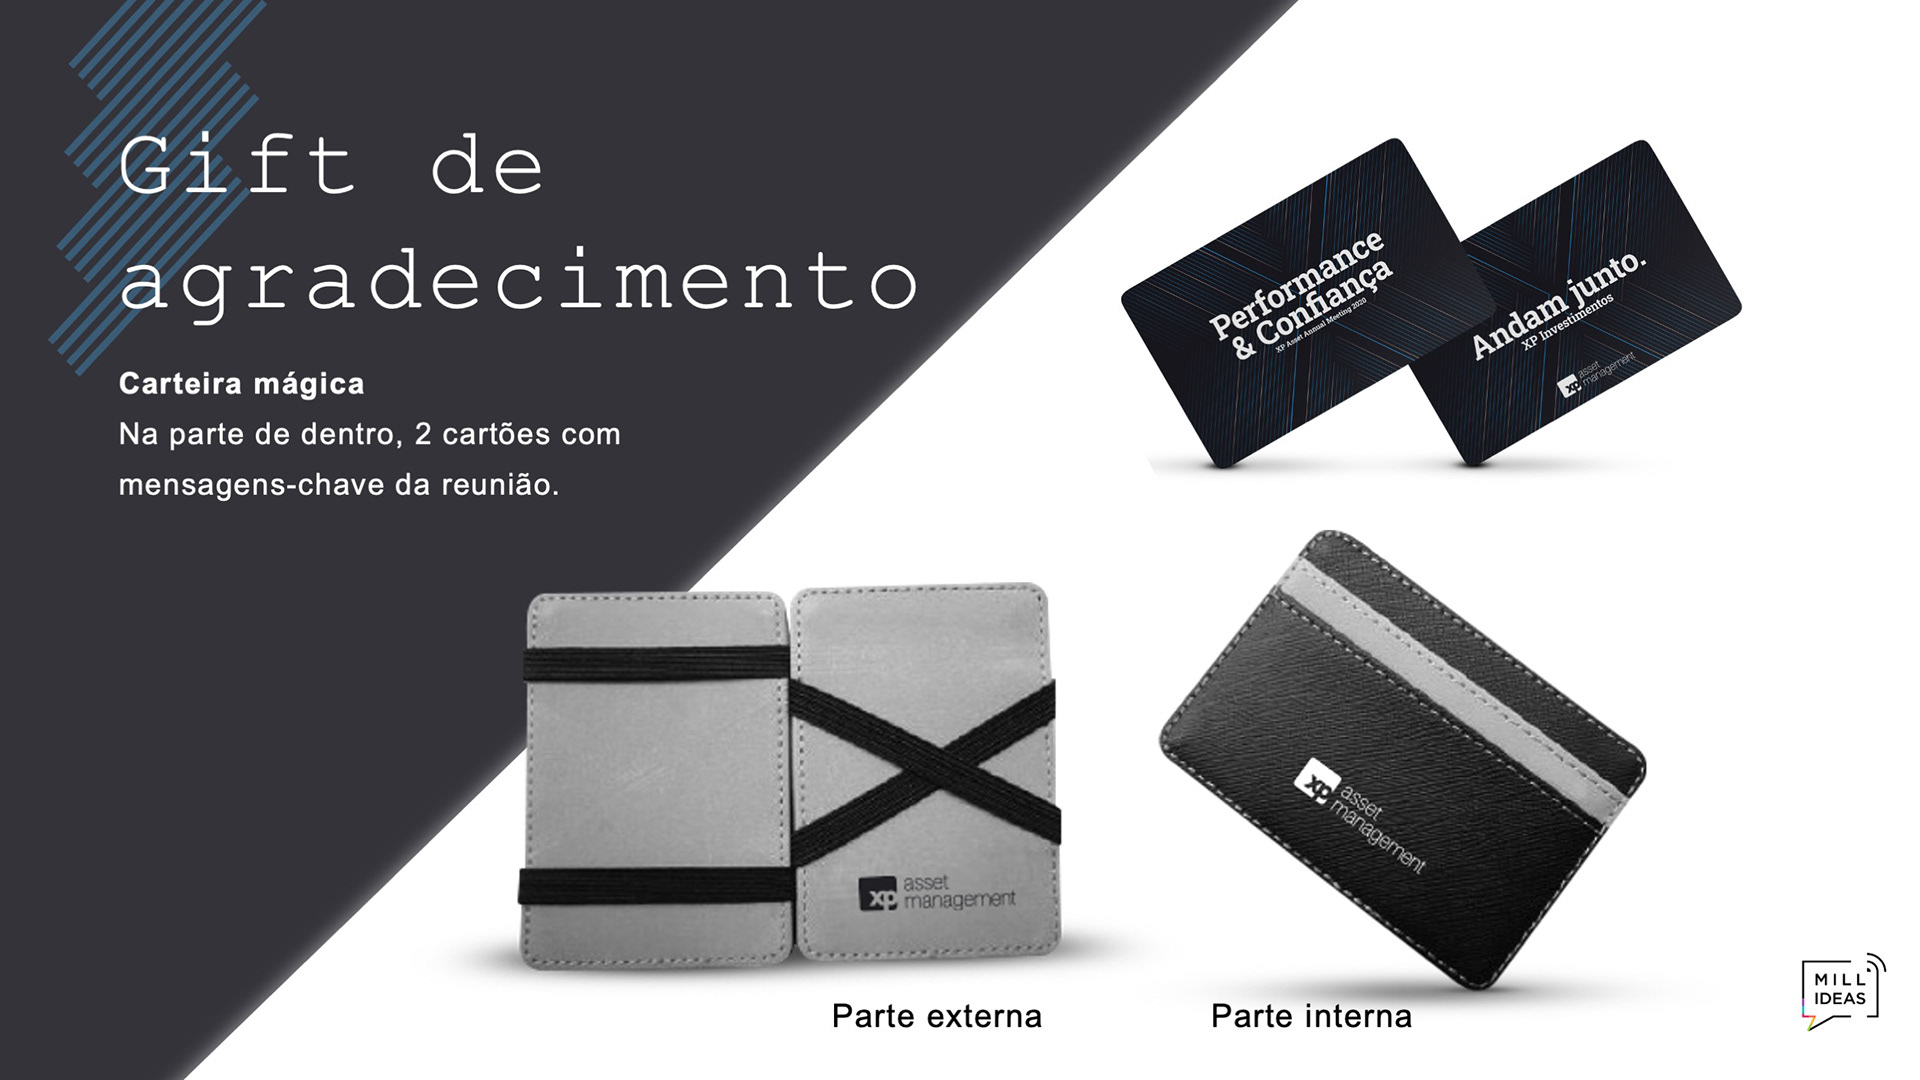 Gift de
agradecimento
Carteira mágica
Na parte de dentro, 2 cartões com
mensagens-chave da reunião.
Performance
& Confiança
XP Asset Annual Meeting 2020
Andam junto.
XP Investimentos
xp asset
management
xp asset
management
Parte externa
xp asset
management
Parte interna
MILL
IDEAS